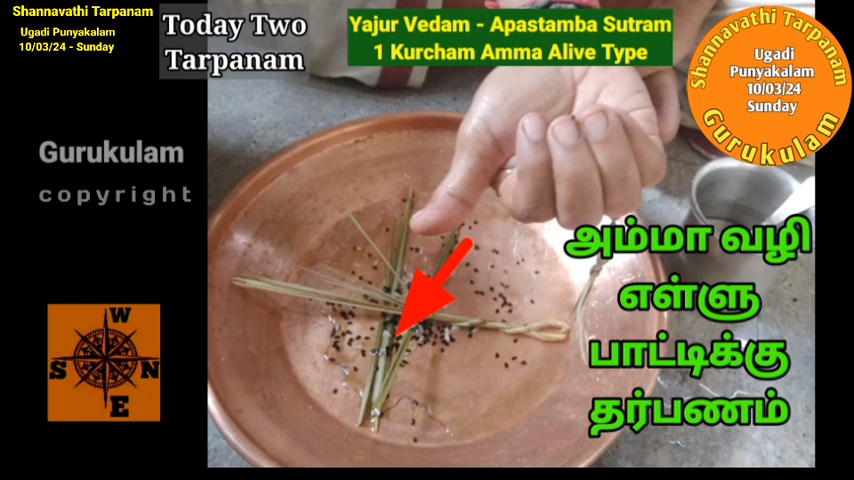 Shannavathi Tarpanam
Ugadi Punyakalam
10/03/24 - Sunday
Today Two
Tarpanam
Yajur Vedam - Apastamba Sutram
1 Kurcham Amma Alive Type
Shannavathi Tarpanam
Ugadi
Punyakalam
10/03/24
Sunday
Gurukulam
Gurukulam
copyright
W
S N
E
அம்மா வழி
எள்ளு
பாட்டிக்கு
தர்பணம்